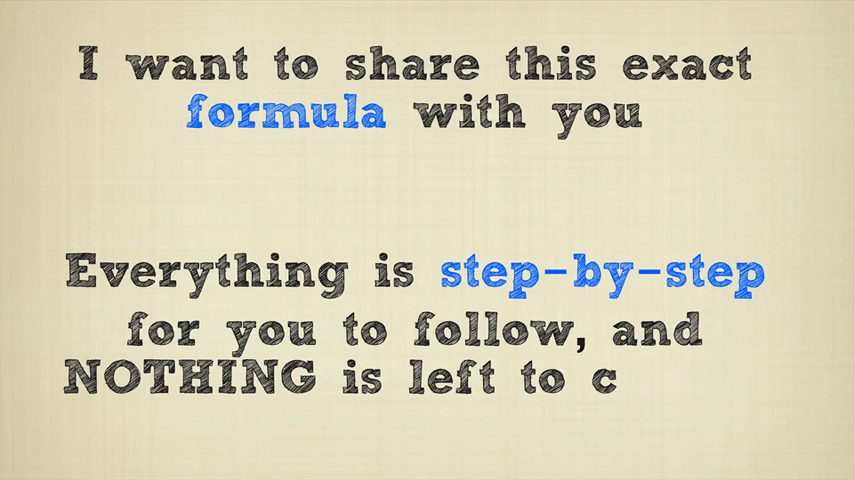 I want to share this exact
formula with you
Everything is step-by-step
for you to follow, and
NOTHING is left to c